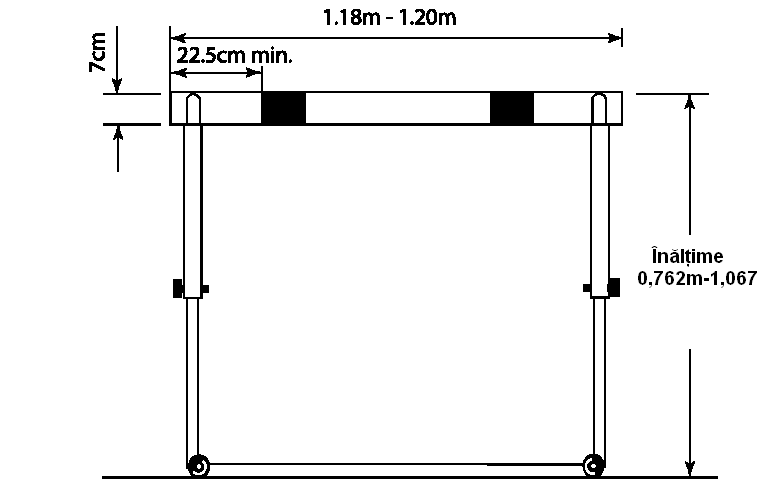 1.18m - 1.20m
7cm
22.5cm min.
Înălțime
0,762m-1,067